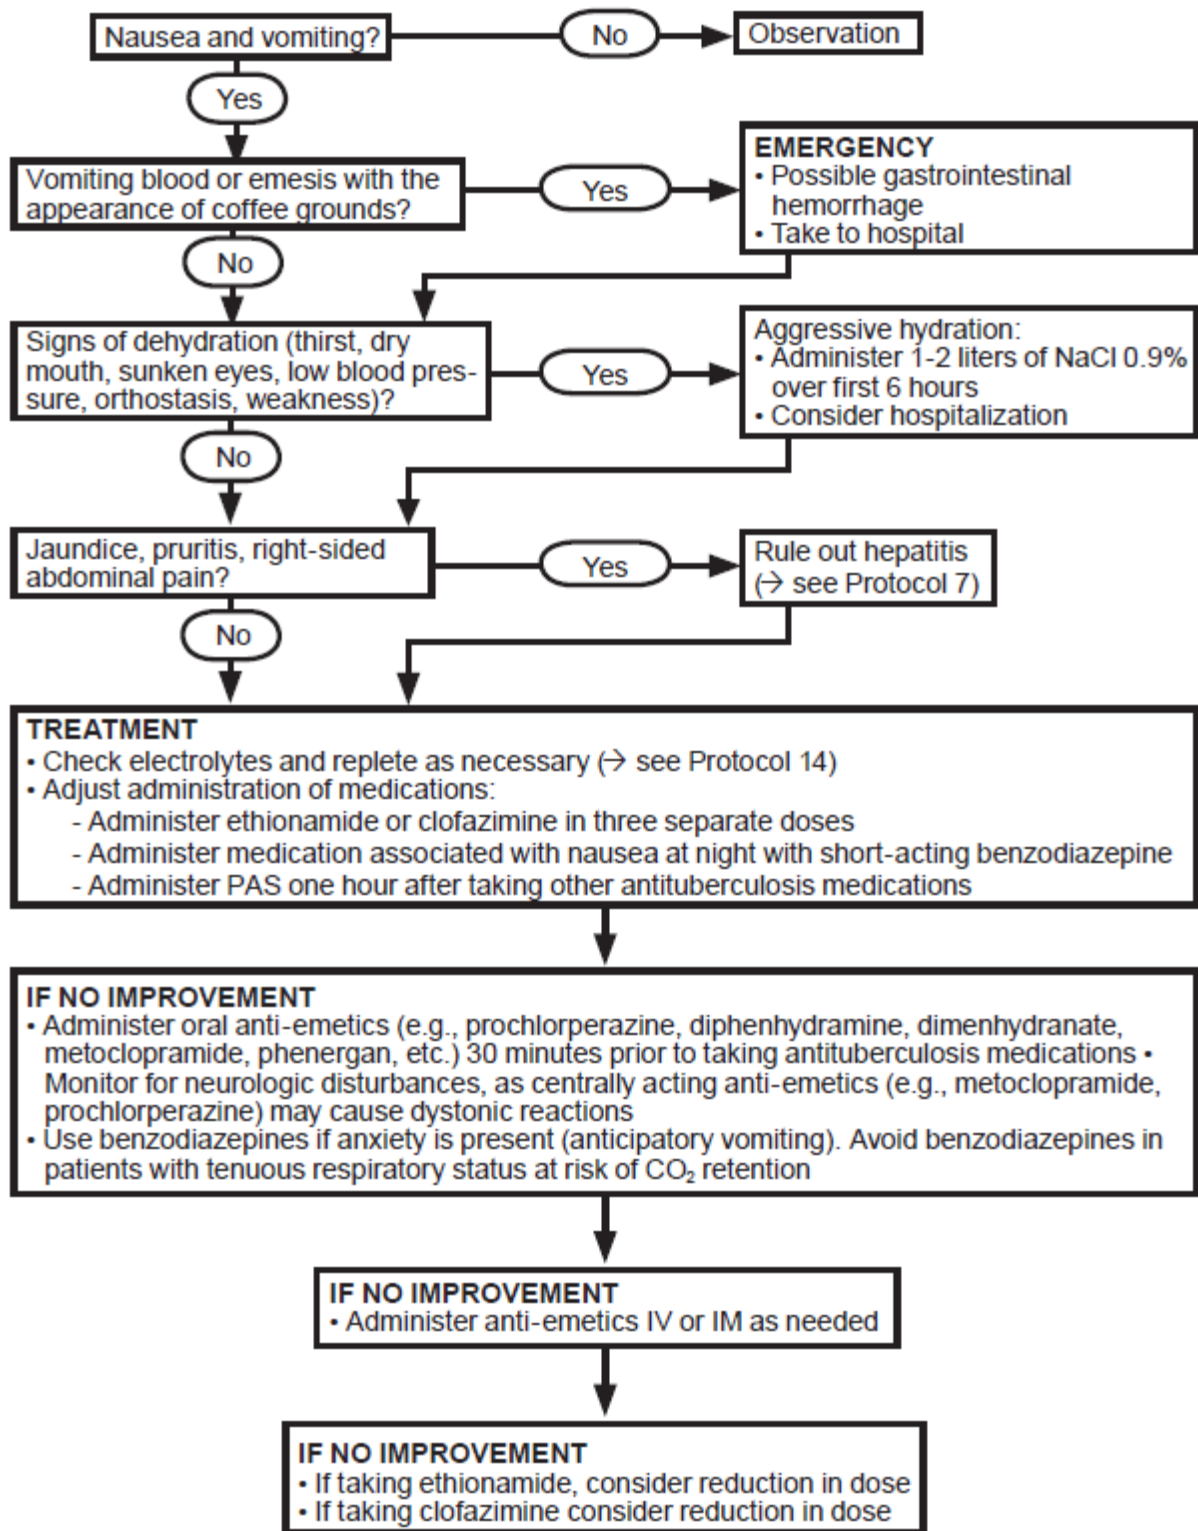 Nausea and vomiting?
No
Observation
Yes
Vomiting blood or emesis with the
appearance of coffee grounds?
Yes
EMERGENCY
• Possible gastrointestinal
hemorrhage
• Take to hospital
No
Signs of dehydration (thirst, dry
mouth, sunken eyes, low blood pres-
sure, orthostasis, weakness)?
Yes
Aggressive hydration:
• Administer 1-2 liters of NaCl 0.9%
over first 6 hours
• Consider hospitalization
No
Jaundice, pruritis, right-sided
abdominal pain?
Yes
Rule out hepatitis
(→ see Protocol 7)
No
TREATMENT
• Check electrolytes and replete as necessary (→ see Protocol 14)
• Adjust administration of medications:
- Administer ethionamide or clofazimine in three separate doses
- Administer medication associated with nausea at night with short-acting benzodiazepine
- Administer PAS one hour after taking other antituberculosis medications
IF NO IMPROVEMENT
• Administer oral anti-emetics (e.g., prochlorperazine, diphenhydramine, dimenhydranate,
metoclopramide, phenergan, etc.) 30 minutes prior to taking antituberculosis medications •
Monitor for neurologic disturbances, as centrally acting anti-emetics (e.g., metoclopramide,
prochlorperazine) may cause dystonic reactions
• Use benzodiazepines if anxiety is present (anticipatory vomiting). Avoid benzodiazepines in
patients with tenuous respiratory status at risk of CO₂ retention
IF NO IMPROVEMENT
• Administer anti-emetics IV or IM as needed
IF NO IMPROVEMENT
• If taking ethionamide, consider reduction in dose
• If taking clofazimine consider reduction in dose